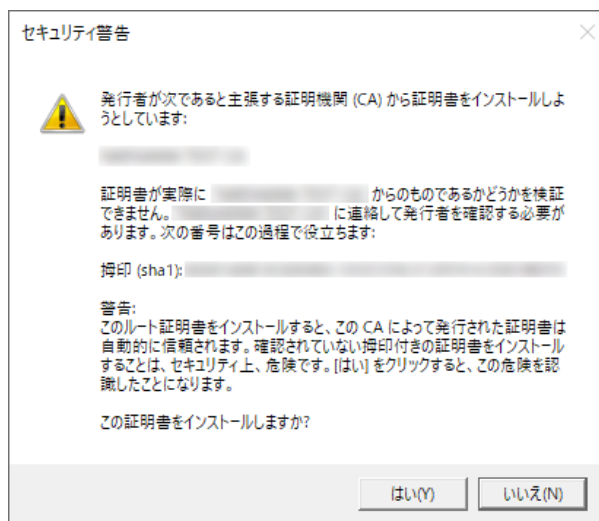 セキュリティ警告
発行者が次であると主張する証明機関 (CA) から証明書をインストールしよ
うとしています:
証明書が実際に からのものであるかどうかを検証
できません。 に連絡して発行者を確認する必要が
あります。次の番号はこの過程で役立ちます:
拇印 (sha1):
警告:
このルート証明書をインストールすると、この CA によって発行された証明書は
自動的に信頼されます。確認されていない拇印付きの証明書をインストール
することは、セキュリティ上、危険です。[はい] をクリックすると、この危険を認
識したことになります。
この証明書をインストールしますか?
はい(Y) いいえ(N)